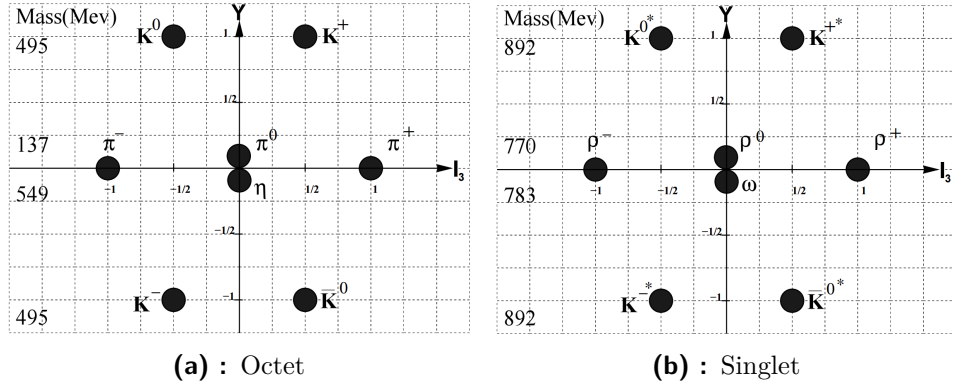 Mass(Mev) Y
K⁰ K⁺
495 1
1/2
137 π⁻ π⁰ π⁺
-1 -1/2 1/2 1 I₃
549 η
-1/2
K⁻ -1 K̅⁰
495
(a) : Octet
Mass(Mev) Y
K⁰* K⁺*
892 1
1/2
770 ρ⁻ ρ⁰ ρ⁺
-1 -1/2 1/2 1 I₃
783 ω
-1/2
K⁻* -1 K̅⁰*
892
(b) : Singlet